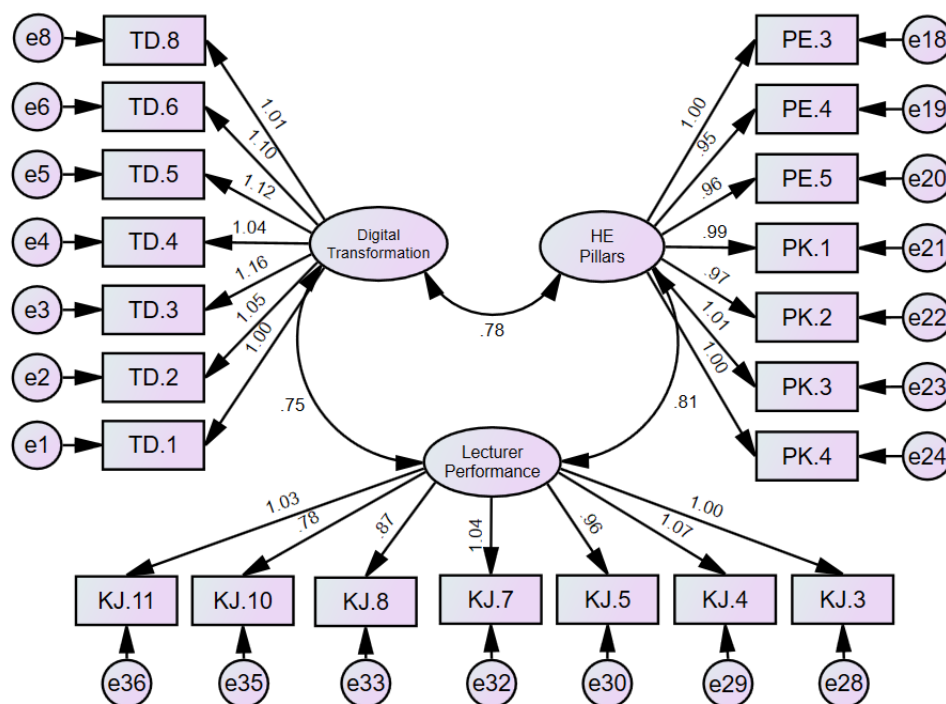 e8
TD.8
e6
TD.6
e5
TD.5
e4
TD.4
e3
TD.3
e2
TD.2
e1
TD.1
1.01
1.10
1.12
1.04
1.16
1.05
1.00
Digital
Transformation
HE
Pillars
.78
.75
.81
1.00
.95
.96
.99
.97
1.01
1.00
PE.3
e18
PE.4
e19
PE.5
e20
PK.1
e21
PK.2
e22
PK.3
e23
PK.4
e24
Lecturer
Performance
1.03
.78
.87
1.04
.96
1.07
1.00
KJ.11
KJ.10
KJ.8
KJ.7
KJ.5
KJ.4
KJ.3
e36
e35
e33
e32
e30
e29
e28